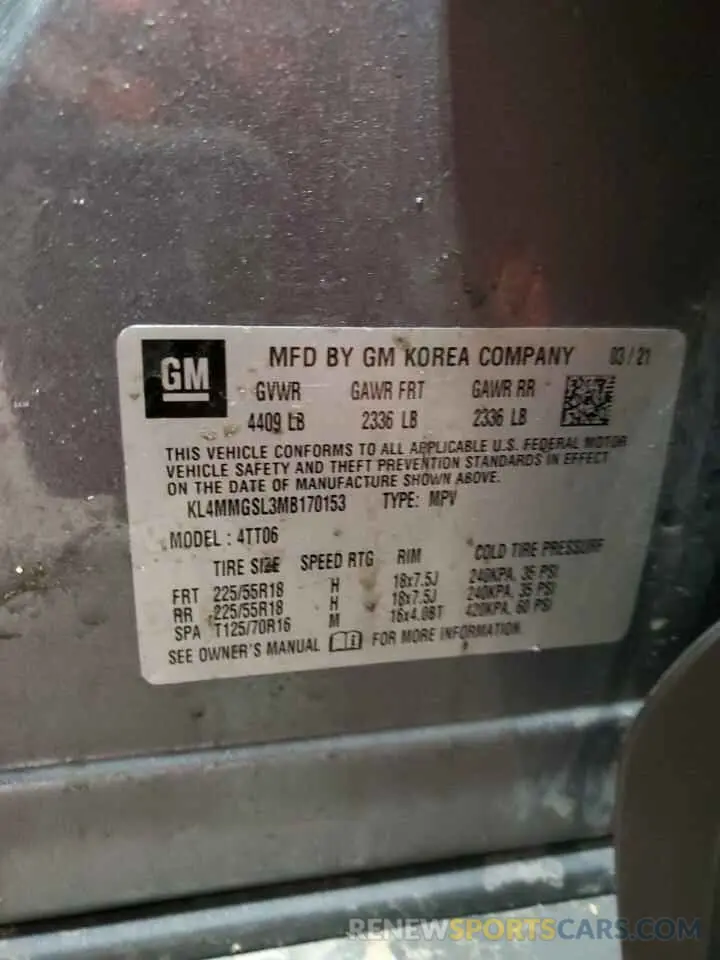 GM MFD BY GM KOREA COMPANY 03/21
GVWR GAWR FRT GAWR RR
4409 LB 2336 LB 2336 LB
THIS VEHICLE CONFORMS TO ALL APPLICABLE U.S. FEDERAL MOTOR
VEHICLE SAFETY AND THEFT PREVENTION STANDARDS IN EFFECT
ON THE DATE OF MANUFACTURE SHOWN ABOVE.
KL4MMGSL3MB170153 TYPE: MPV
MODEL: 4TT06
TIRE SIZE SPEED RTG RIM COLD TIRE PRESSURE
FRT 225/55R18 H 18x7.5J 240KPA, 35 PSI
RR 225/55R18 H 18x7.5J 240KPA, 35 PSI
SPA T125/70R16 M 16x4.0BT 420KPA, 60 PSI
SEE OWNER'S MANUAL FOR MORE INFORMATION.
RENEWSPORTSCARS.COM